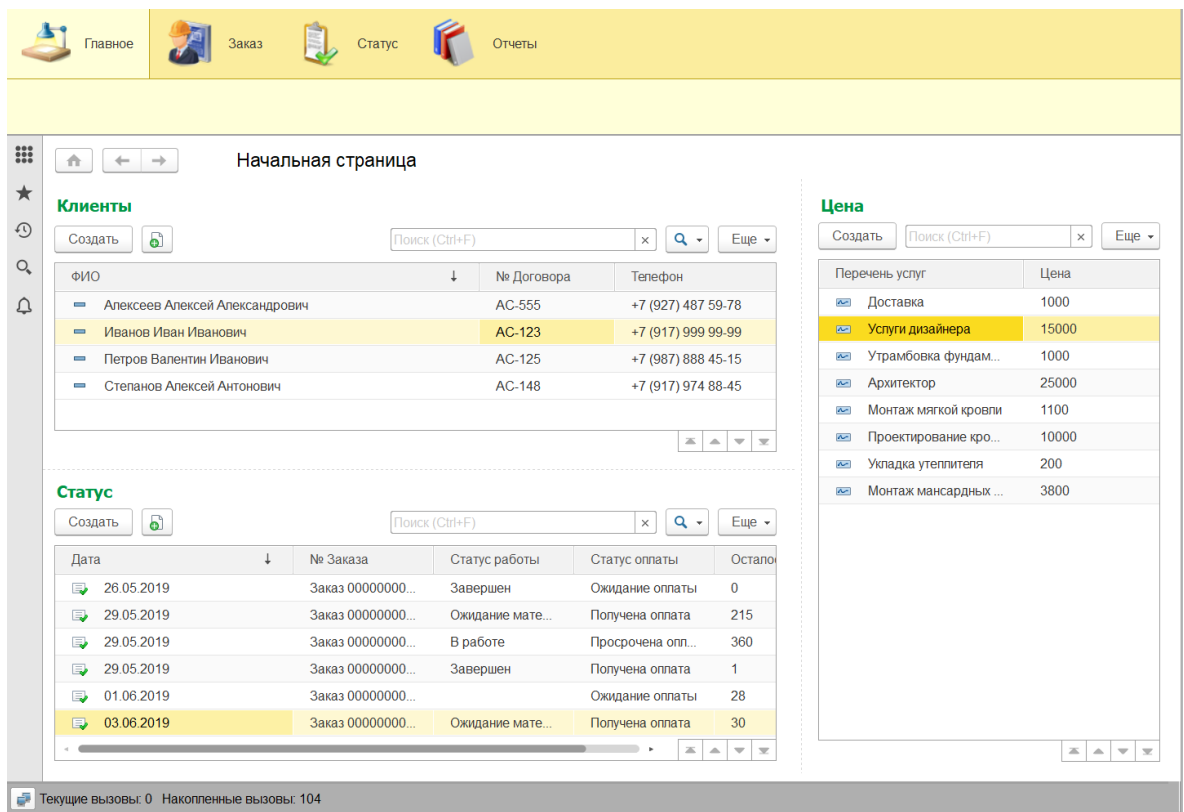 Главное Заказ Статус Отчеты
Начальная страница
Клиенты
Создать Поиск (Ctrl+F) × Еще
ФИО ↓ № Договора Телефон
Алексеев Алексей Александрович АС-555 +7 (927) 487 59-78
Иванов Иван Иванович АС-123 +7 (917) 999 99-99
Петров Валентин Иванович АС-125 +7 (987) 888 45-15
Степанов Алексей Антонович АС-148 +7 (917) 974 88-45
Статус
Создать Поиск (Ctrl+F) × Еще
Дата ↓ № Заказа Статус работы Статус оплаты Остало
26.05.2019 Заказ 00000000... Завершен Ожидание оплаты 0
29.05.2019 Заказ 00000000... Ожидание мате... Получена оплата 215
29.05.2019 Заказ 00000000... В работе Просрочена опл... 360
29.05.2019 Заказ 00000000... Завершен Получена оплата 1
01.06.2019 Заказ 00000000... Ожидание оплаты 28
03.06.2019 Заказ 00000000... Ожидание мате... Получена оплата 30
Цена
Создать Поиск (Ctrl+F) × Еще
Перечень услуг Цена
Доставка 1000
Услуги дизайнера 15000
Утрамбовка фундам... 1000
Архитектор 25000
Монтаж мягкой кровли 1100
Проектирование кро... 10000
Укладка утеплителя 200
Монтаж мансардных ... 3800
Текущие вызовы: 0 Накопленные вызовы: 104